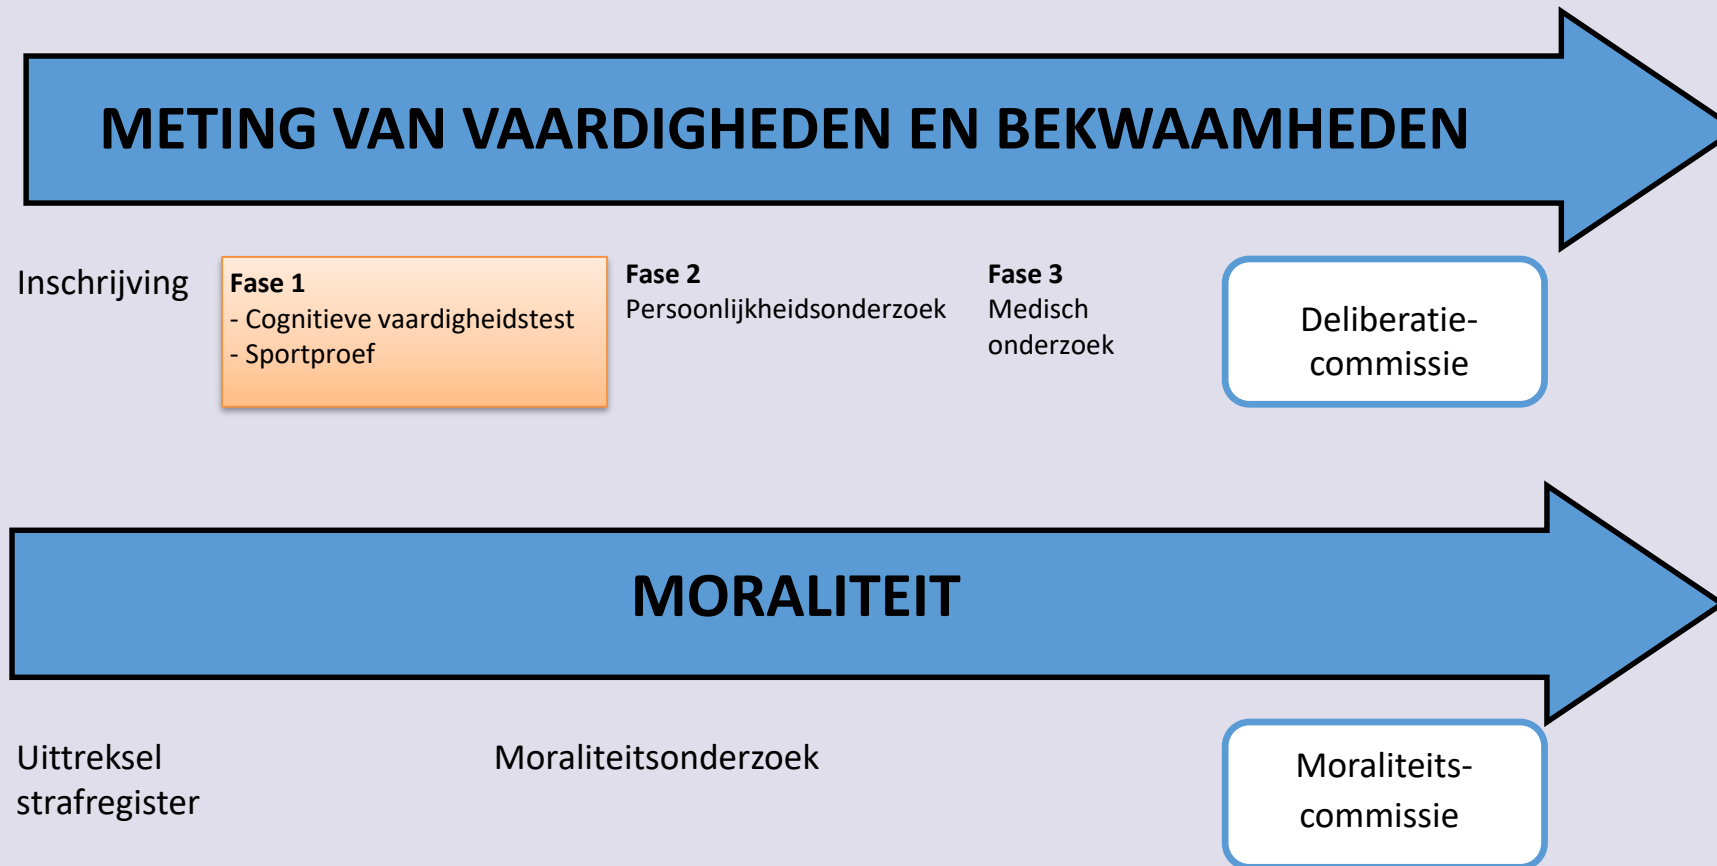 METING VAN VAARDIGHEDEN EN BEKWAAMHEDEN
Inschrijving
Fase 1
- Cognitieve vaardigheidstest
- Sportproef
Fase 2
Persoonlijkheidsonderzoek
Fase 3
Medisch
onderzoek
Deliberatie-
commissie
MORALITEIT
Uittreksel
strafregister
Moraliteitsonderzoek
Moraliteits-
commissie